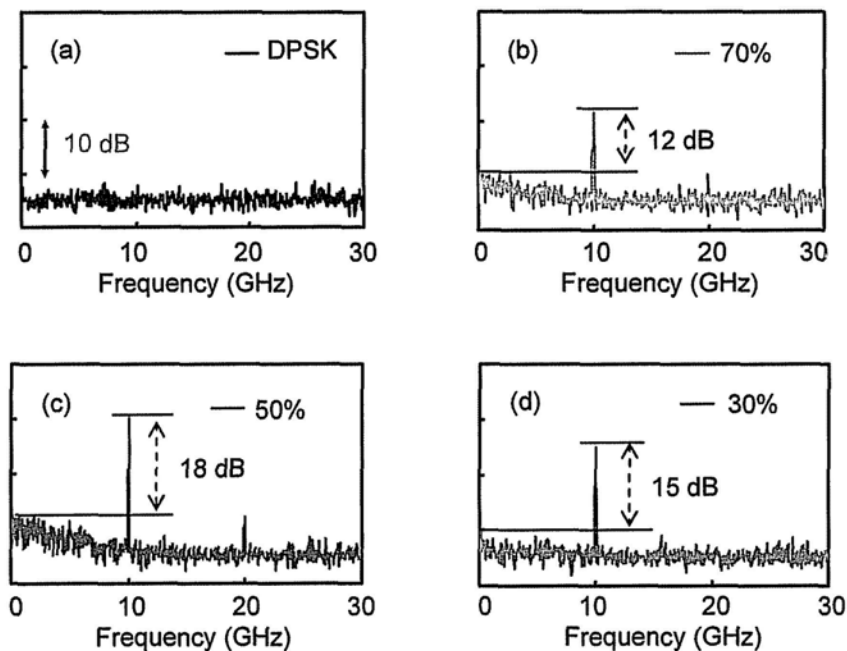 (a) — DPSK
10 dB
0 10 20 30
Frequency (GHz)
(b) — 70%
12 dB
0 10 20 30
Frequency (GHz)
(c) — 50%
18 dB
0 10 20 30
Frequency (GHz)
(d) — 30%
15 dB
0 10 20 30
Frequency (GHz)